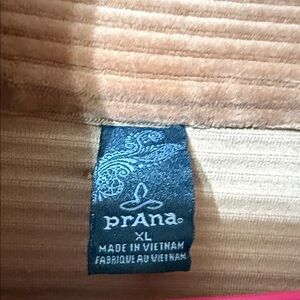 prAna
XL
MADE IN VIETNAM
FABRIQUE AU VIETNAM